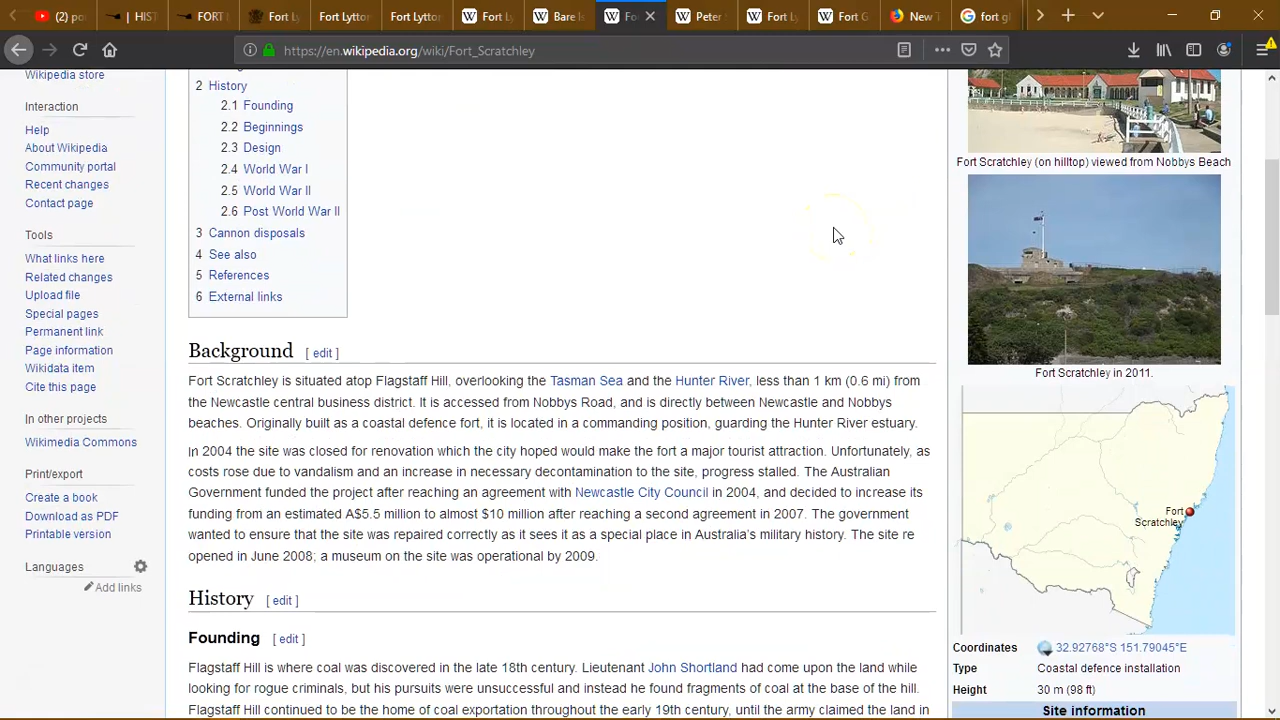 (2) po
| HIST
FORT [
Fort Ly
Fort Lytton
Fort Lytton
Fort Ly
Bare Is
Fo
Peter
Fort Ly
Fort G
New T
fort gl
https://en.wikipedia.org/wiki/Fort_Scratchley
Wikipedia store
Interaction
Help
About Wikipedia
Community portal
Recent changes
Contact page
Tools
What links here
Related changes
Upload file
Special pages
Permanent link
Page information
Wikidata item
Cite this page
In other projects
Wikimedia Commons
Print/export
Create a book
Download as PDF
Printable version
Languages
Add links
2 History
2.1 Founding
2.2 Beginnings
2.3 Design
2.4 World War I
2.5 World War II
2.6 Post World War II
3 Cannon disposals
4 See also
5 References
6 External links
Background [ edit ]
Fort Scratchley is situated atop Flagstaff Hill, overlooking the Tasman Sea and the Hunter River, less than 1 km (0.6 mi) from
the Newcastle central business district. It is accessed from Nobbys Road, and is directly between Newcastle and Nobbys
beaches. Originally built as a coastal defence fort, it is located in a commanding position, guarding the Hunter River estuary.
In 2004 the site was closed for renovation which the city hoped would make the fort a major tourist attraction. Unfortunately, as
costs rose due to vandalism and an increase in necessary decontamination to the site, progress stalled. The Australian
Government funded the project after reaching an agreement with Newcastle City Council in 2004, and decided to increase its
funding from an estimated A$5.5 million to almost $10 million after reaching a second agreement in 2007. The government
wanted to ensure that the site was repaired correctly as it sees it as a special place in Australia's military history. The site re
opened in June 2008; a museum on the site was operational by 2009.
History [ edit ]
Founding [ edit ]
Flagstaff Hill is where coal was discovered in the late 18th century. Lieutenant John Shortland had come upon the land while
looking for rogue criminals, but his pursuits were unsuccessful and instead he found fragments of coal at the base of the hill.
Flagstaff Hill continued to be the home of coal exportation throughout the early 19th century, until the army claimed the land in
Fort Scratchley (on hilltop) viewed from Nobbys Beach
Fort Scratchley in 2011.
Fort
Scratchley
Coordinates 32.92768°S 151.79045°E
Type Coastal defence installation
Height 30 m (98 ft)
Site information